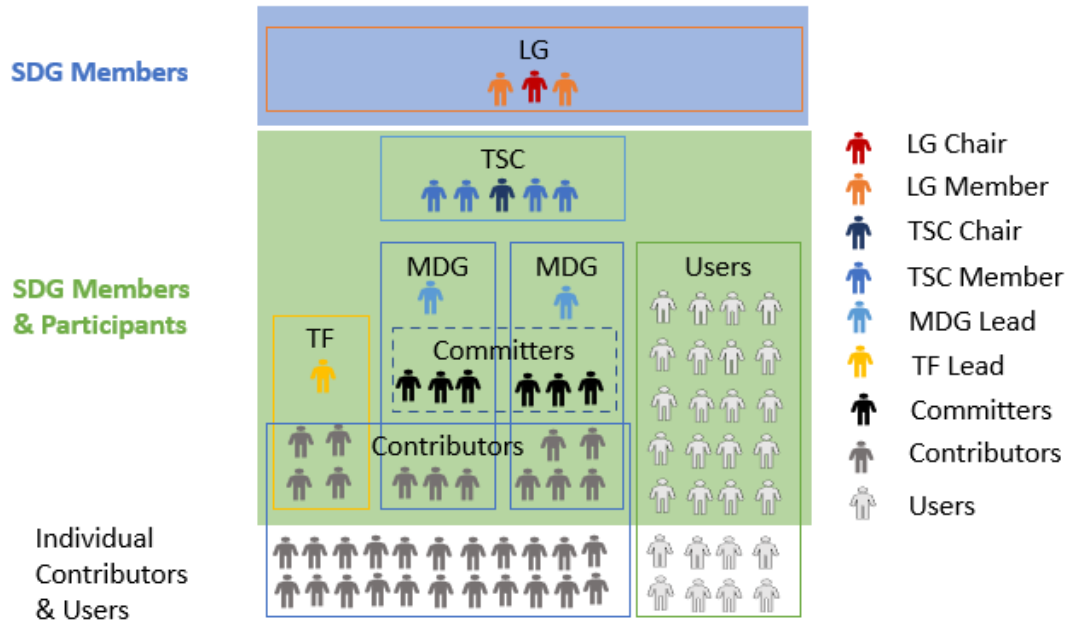 SDG Members
LG
TSC
SDG Members
& Participants
MDG
MDG
Users
TF
Committers
Contributors
Individual
Contributors
& Users
LG Chair
LG Member
TSC Chair
TSC Member
MDG Lead
TF Lead
Committers
Contributors
Users